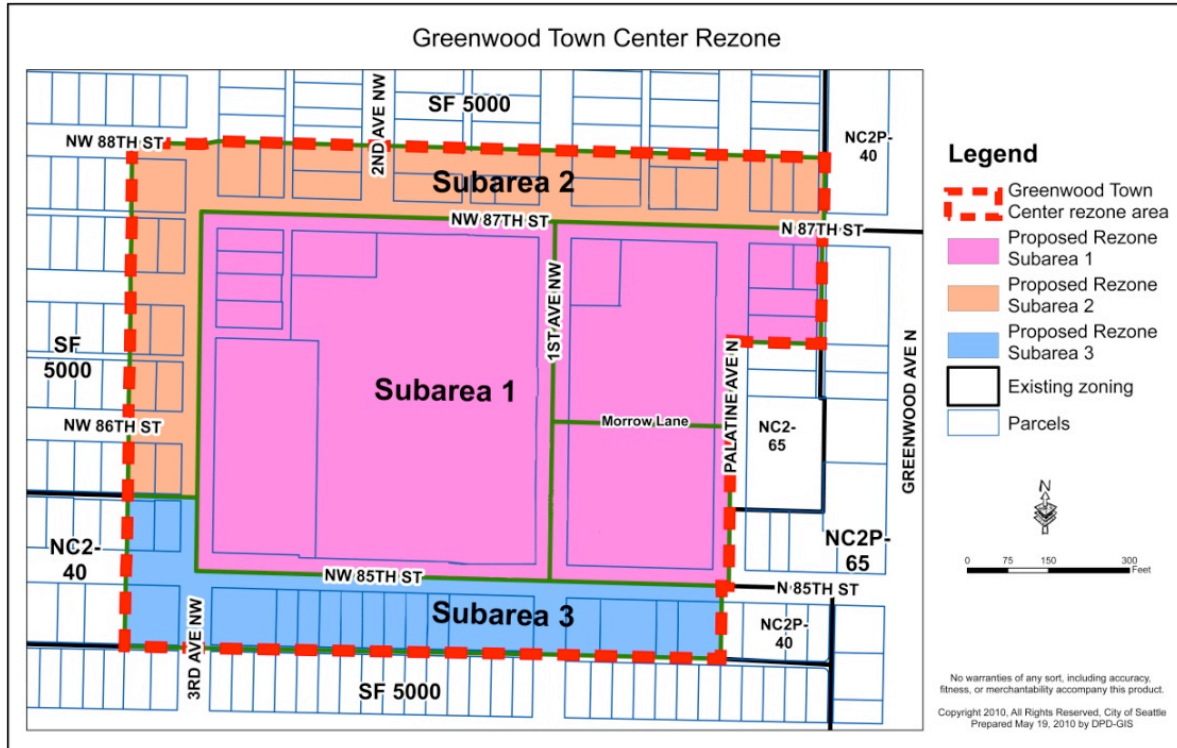 Greenwood Town Center Rezone
SF 5000
2ND AVE NW
NC2P-
40
NW 88TH ST
Subarea 2
NW 87TH ST
N 87TH ST
1ST AVE NW
SF
5000
Subarea 1
PALATINE AVE N
GREENWOOD AVE N
Morrow Lane
NW 86TH ST
NC2-
65
NC2-
40
NC2P-
65
NW 85TH ST
N 85TH ST
Subarea 3
NC2P-
40
3RD AVE NW
SF 5000
Legend
Greenwood Town
Center rezone area
Proposed Rezone
Subarea 1
Proposed Rezone
Subarea 2
Proposed Rezone
Subarea 3
Existing zoning
Parcels
N
0 75 150 300
Feet
No warranties of any sort, including accuracy,
fitness, or merchantability accompany this product.
Copyright 2010, All Rights Reserved, City of Seattle
Prepared May 19, 2010 by DPD-GIS